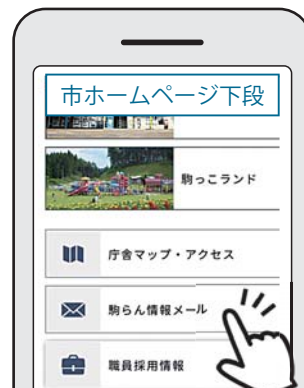 市ホームページ下段
駒っこランド
庁舎マップ・アクセス
駒らん情報メール
職員採用情報